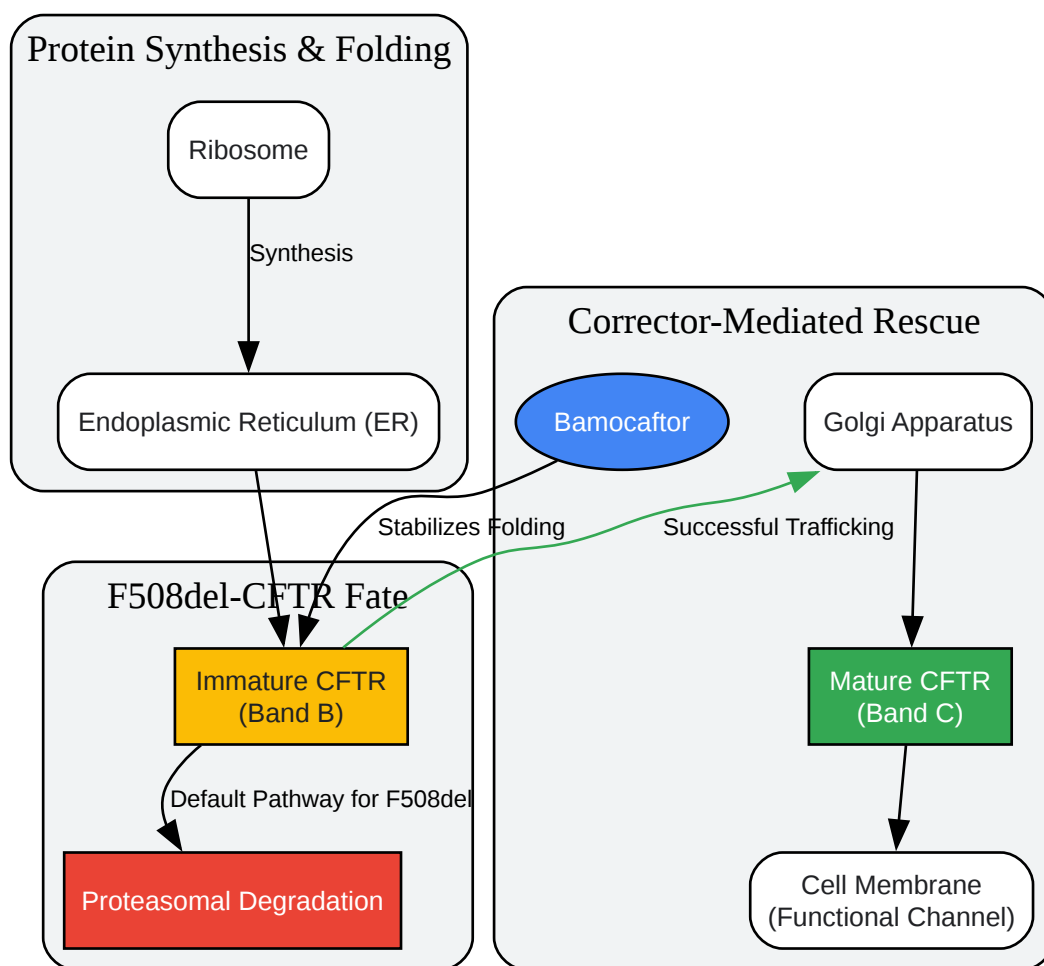 Protein Synthesis & Folding
Ribosome
Synthesis
Endoplasmic Reticulum (ER)
Corrector-Mediated Rescue
Bamocaftor
Golgi Apparatus
Stabilizes Folding
Successful Trafficking
F508del-CFTR Fate
Immature CFTR
(Band B)
Mature CFTR
(Band C)
Default Pathway for F508del
Proteasomal Degradation
Cell Membrane
(Functional Channel)